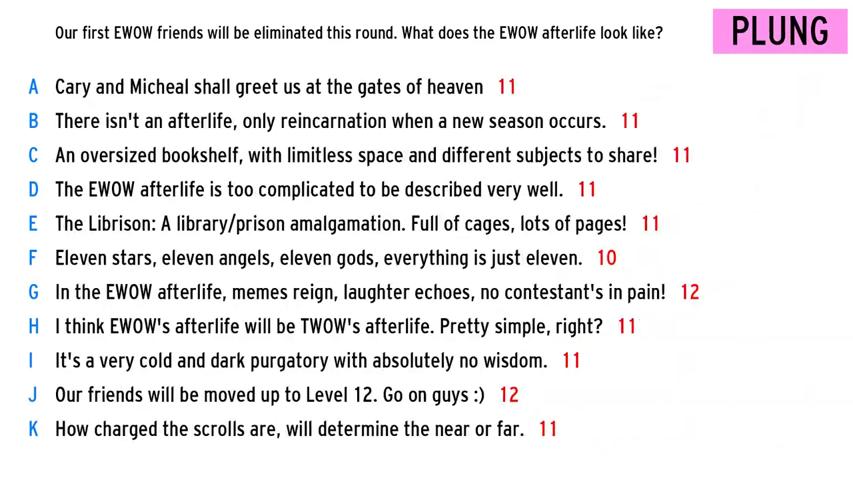 Our first EWOW friends will be eliminated this round. What does the EWOW afterlife look like?
PLUNG
A Cary and Micheal shall greet us at the gates of heaven 11
B There isn't an afterlife, only reincarnation when a new season occurs. 11
C An oversized bookshelf, with limitless space and different subjects to share! 11
D The EWOW afterlife is too complicated to be described very well. 11
E The Librison: A library/prison amalgamation. Full of cages, lots of pages! 11
F Eleven stars, eleven angels, eleven gods, everything is just eleven. 10
G In the EWOW afterlife, memes reign, laughter echoes, no contestant's in pain! 12
H I think EWOW's afterlife will be TWOW's afterlife. Pretty simple, right? 11
I It's a very cold and dark purgatory with absolutely no wisdom. 11
J Our friends will be moved up to Level 12. Go on guys :) 12
K How charged the scrolls are, will determine the near or far. 11